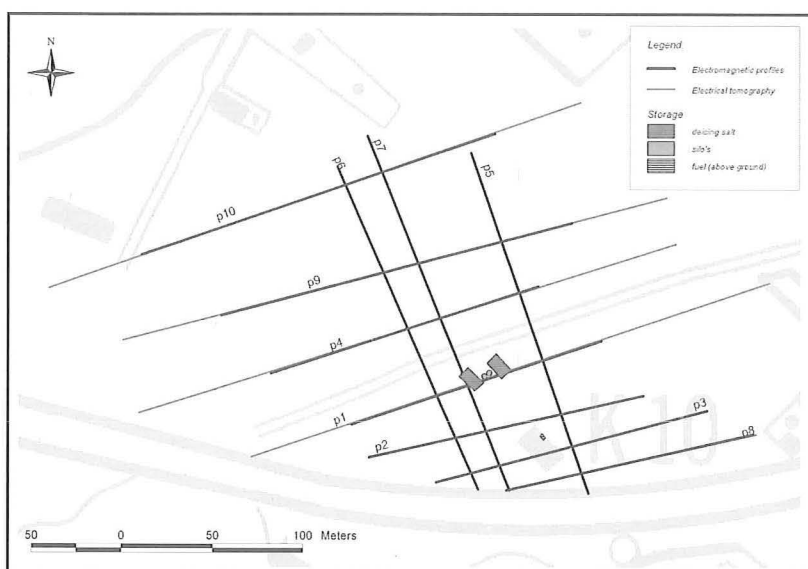 N
Legend
Electromagnetic profiles
Electrical tomography
Storage
deicing salt
silo's
fuel (above ground)
p7
p6
p5
p10
p9
p4
p1
p2
p3
p8
K 10
50 0 50 100 Meters